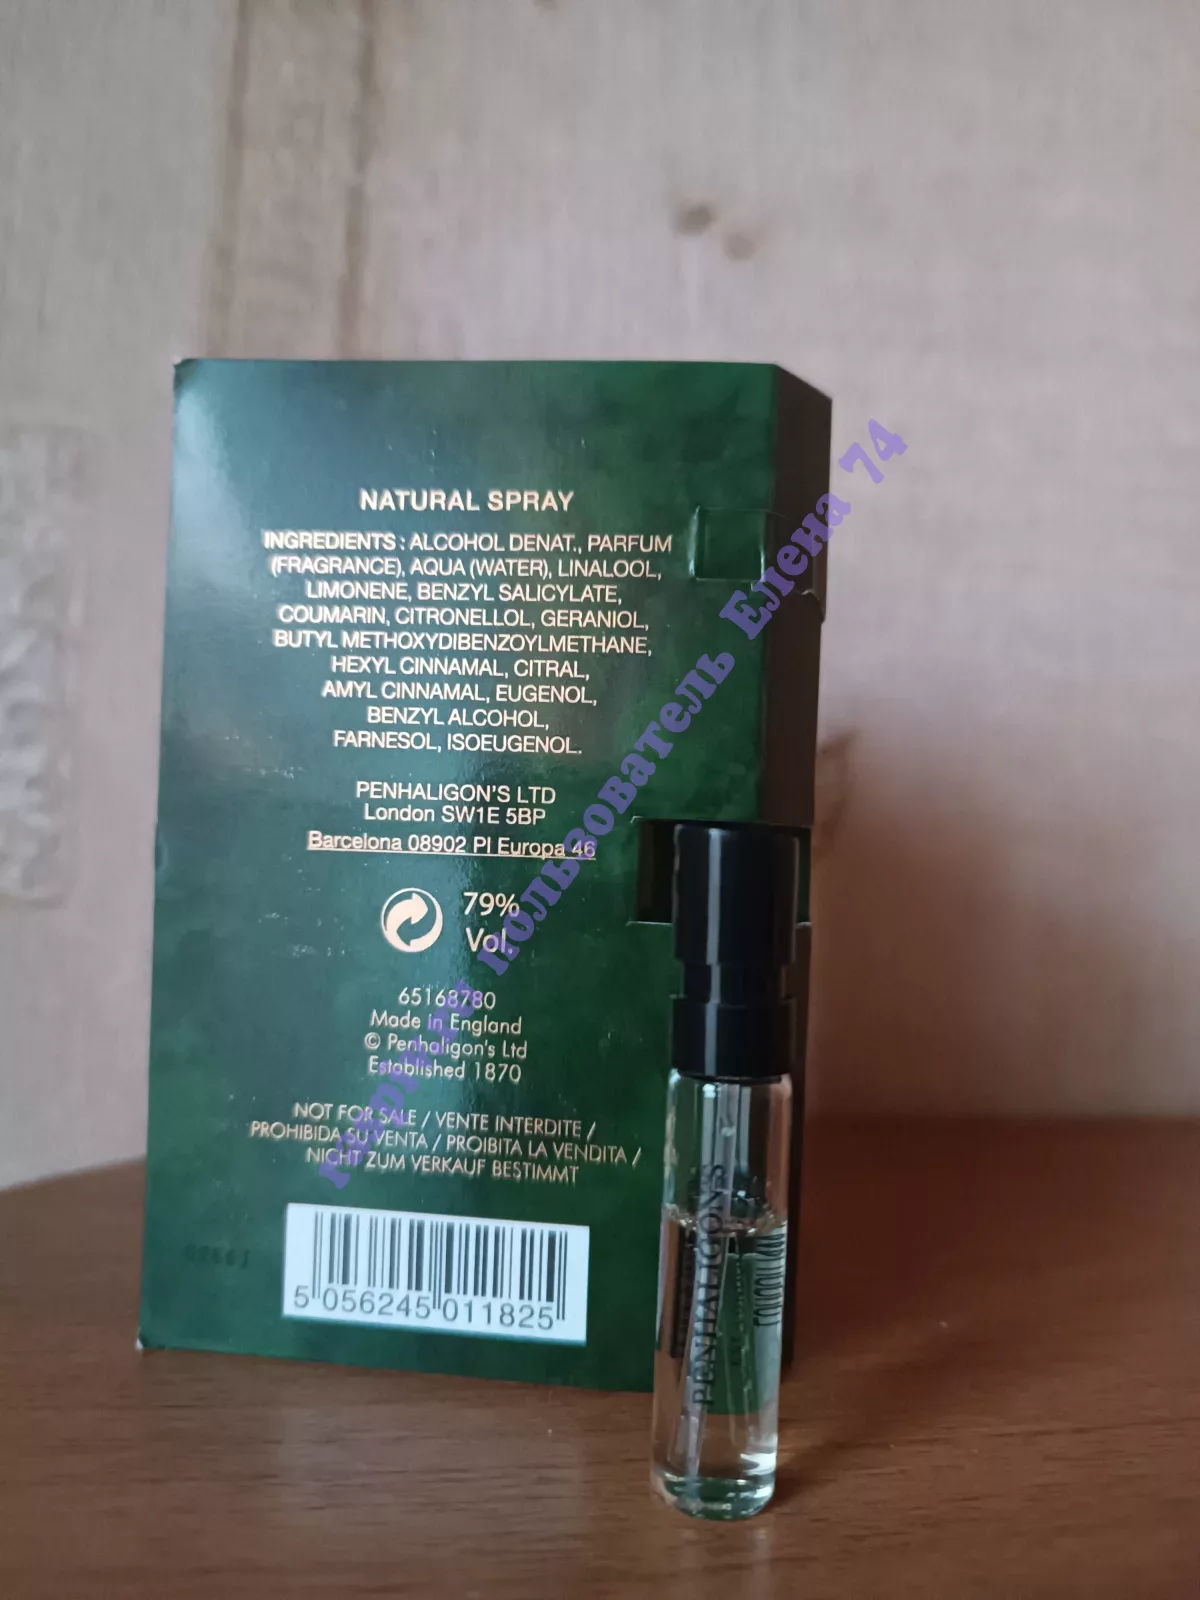 NATURAL SPRAY
INGREDIENTS : ALCOHOL DENAT., PARFUM
(FRAGRANCE), AQUA (WATER), LINALOOL,
LIMONENE, BENZYL SALICYLATE,
COUMARIN, CITRONELLOL, GERANIOL,
BUTYL METHOXYDIBENZOYLMETHANE,
HEXYL CINNAMAL, CITRAL,
AMYL CINNAMAL, EUGENOL,
BENZYL ALCOHOL,
FARNESOL, ISOEUGENOL.
PENHALIGON'S LTD
London SW1E 5BP
Barcelona 08902 Pl Europa 46
79%
Vol.
65168780
Made in England
© Penhaligon's Ltd
Established 1870
NOT FOR SALE / VENTE INTERDITE /
PROHIBIDA SU VENTA / PROIBITA LA VENDITA /
NICHT ZUM VERKAUF BESTIMMT
5 056245 011825
PENHALIGON'S
пользователь Елена 74